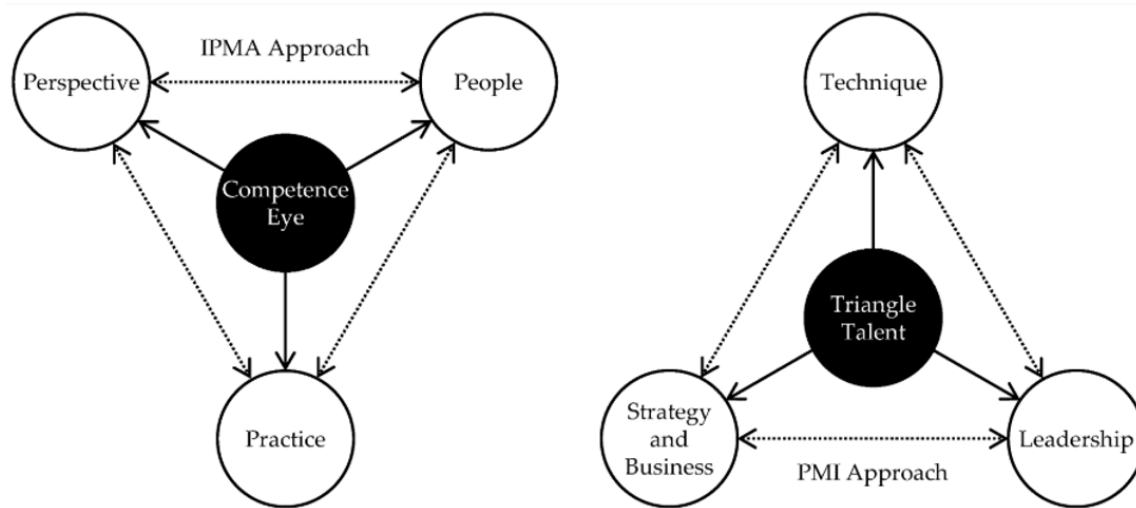 IPMA Approach
Perspective
People
Competence
Eye
Practice
Technique
Triangle
Talent
Strategy
and
Business
Leadership
PMI Approach